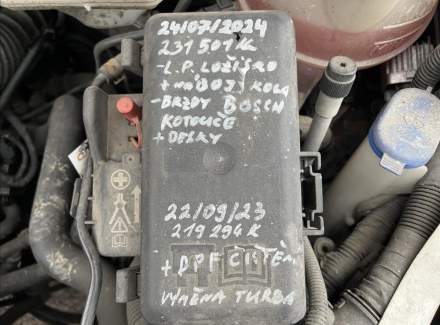 24/07/2024
231 501 K
- L.P. LOŽISKO
+ NÁBOJ KOLA
- BRZDY BOSCH
KOTOUČE
+ DESKY
22/09/23
219 294 K
+ DPF ČIŠTĚNÍ
VÝMĚNA TURBA